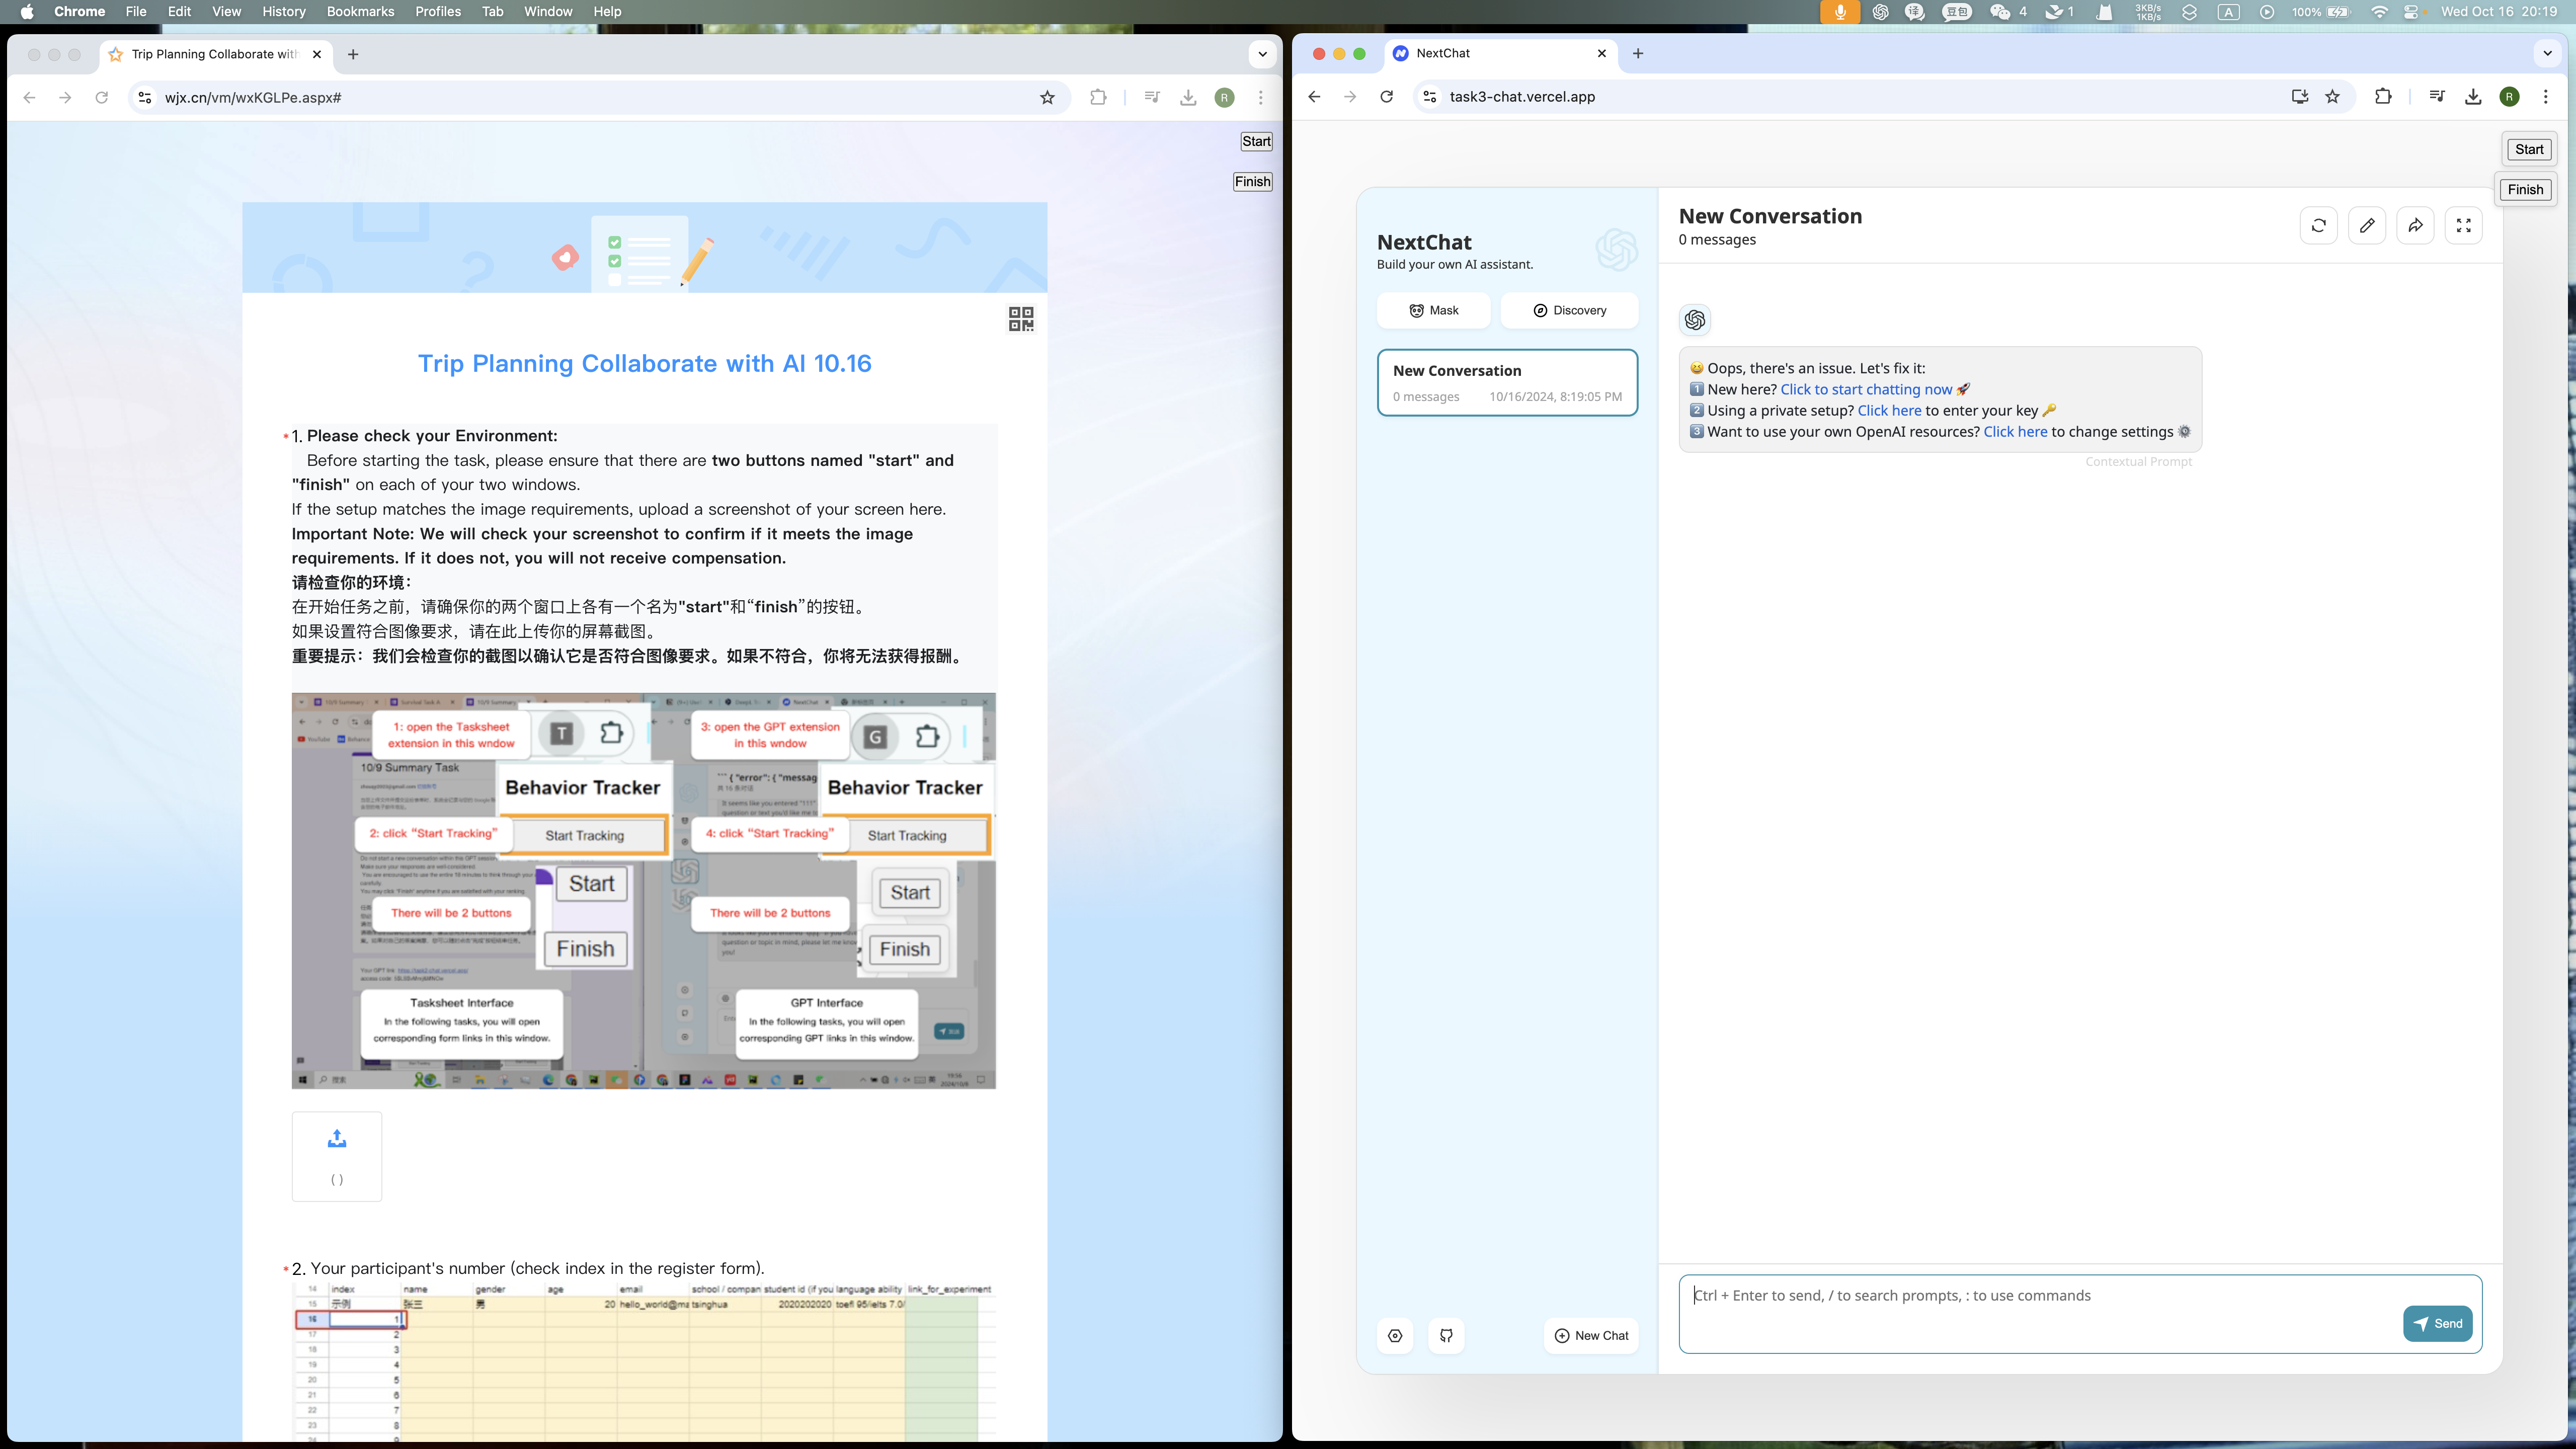 Chrome File Edit View History Bookmarks Profiles Tab Window Help
译 豆包 4 1 3KB/s 1KB/s A 100% Wed Oct 16 20:19
Trip Planning Collaborate with
wjx.cn/vm/wxKGLPe.aspx#
R
Start
Finish
Trip Planning Collaborate with AI 10.16
*1. Please check your Environment:
Before starting the task, please ensure that there are two buttons named "start" and
"finish" on each of your two windows.
If the setup matches the image requirements, upload a screenshot of your screen here.
Important Note: We will check your screenshot to confirm if it meets the image
requirements. If it does not, you will not receive compensation.
请检查你的环境：
在开始任务之前，请确保你的两个窗口上各有一个名为"start"和“finish”的按钮。
如果设置符合图像要求，请在此上传你的屏幕截图。
重要提示：我们会检查你的截图以确认它是否符合图像要求。如果不符合，你将无法获得报酬。
1: open the Tasksheet
extension in this wndow
T
3: open the GPT extension
in this wndow
G
10/9 Summary Task
Behavior Tracker
Behavior Tracker
2: click “Start Tracking”
Start Tracking
4: click “Start Tracking”
Start Tracking
Start
Start
There will be 2 buttons
There will be 2 buttons
Finish
Finish
Tasksheet Interface
In the following tasks, you will open
corresponding form links in this window.
GPT Interface
In the following tasks, you will open
corresponding GPT links in this window.
( )
*2. Your participant's number (check index in the register form).
14 index name gender age email school / compan student id (if you language ability link_for_experiment
15 示例 张三 男 20 hello_world@ma tsinghua 2020202020 toefl 95/ielts 7.0/
16 1
17 2
18 3
19 4
20 5
21 6
22 7
23 8
NextChat
task3-chat.vercel.app
R
Start
Finish
NextChat
Build your own AI assistant.
Mask
Discovery
New Conversation
0 messages 10/16/2024, 8:19:05 PM
New Chat
New Conversation
0 messages
😆 Oops, there's an issue. Let's fix it:
1️⃣ New here? Click to start chatting now 🚀
2️⃣ Using a private setup? Click here to enter your key 🔑
3️⃣ Want to use your own OpenAI resources? Click here to change settings ⚙️
Contextual Prompt
Ctrl + Enter to send, / to search prompts, : to use commands
Send